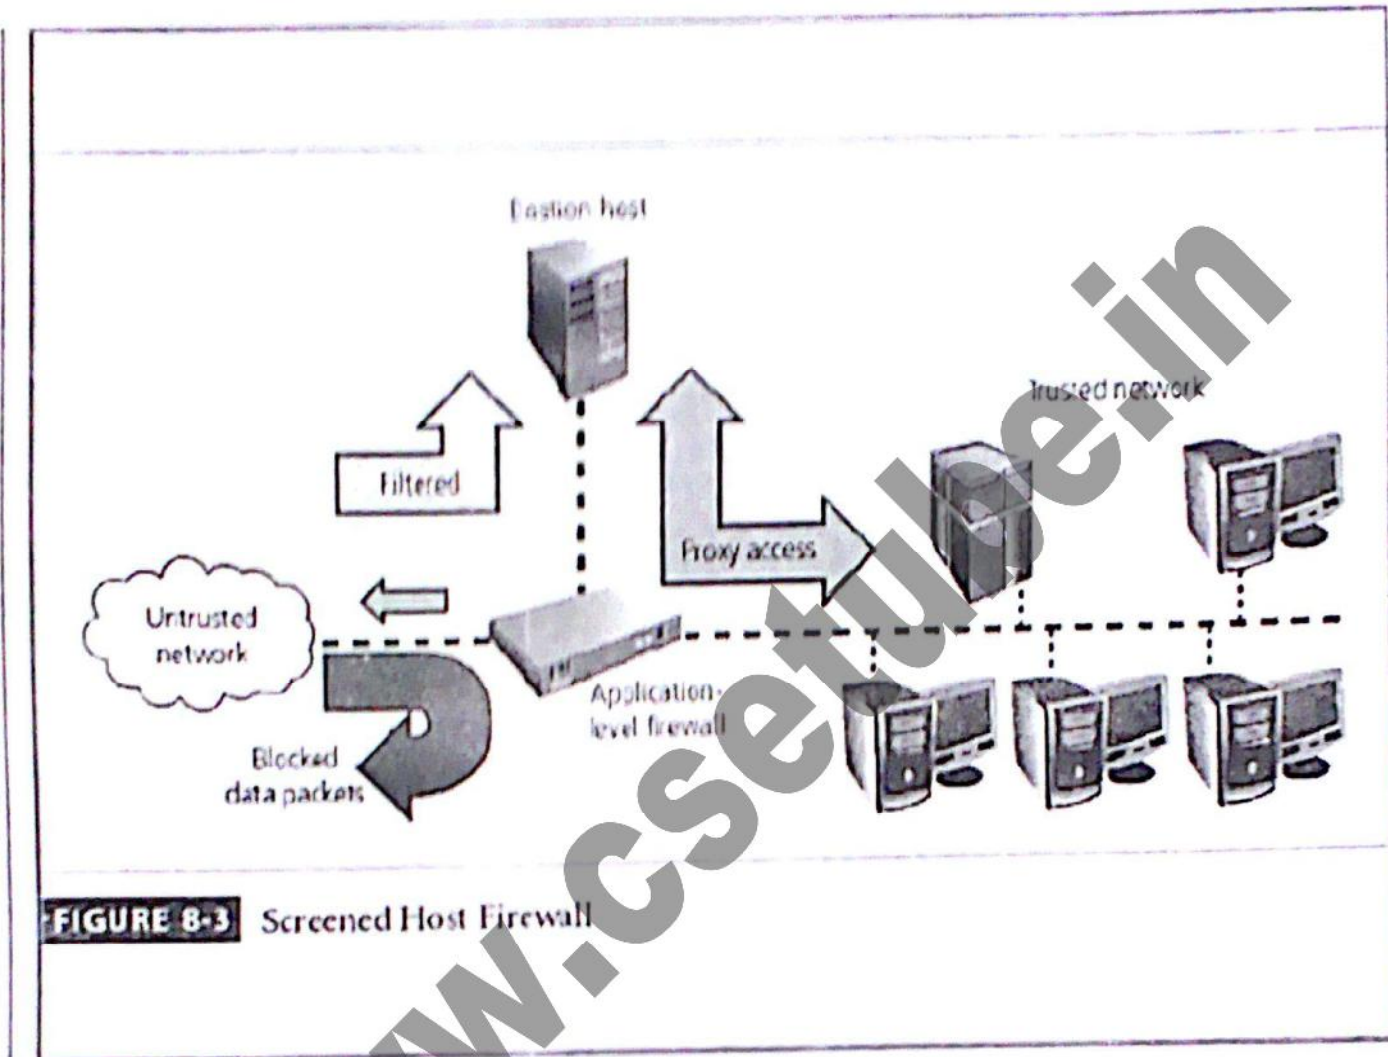 Bastion host
Trusted network
Filtered
Proxy access
Untrusted
network
Application-
level firewall
Blocked
data packets
FIGURE 8-3 Screened Host Firewall
w.csetube.in